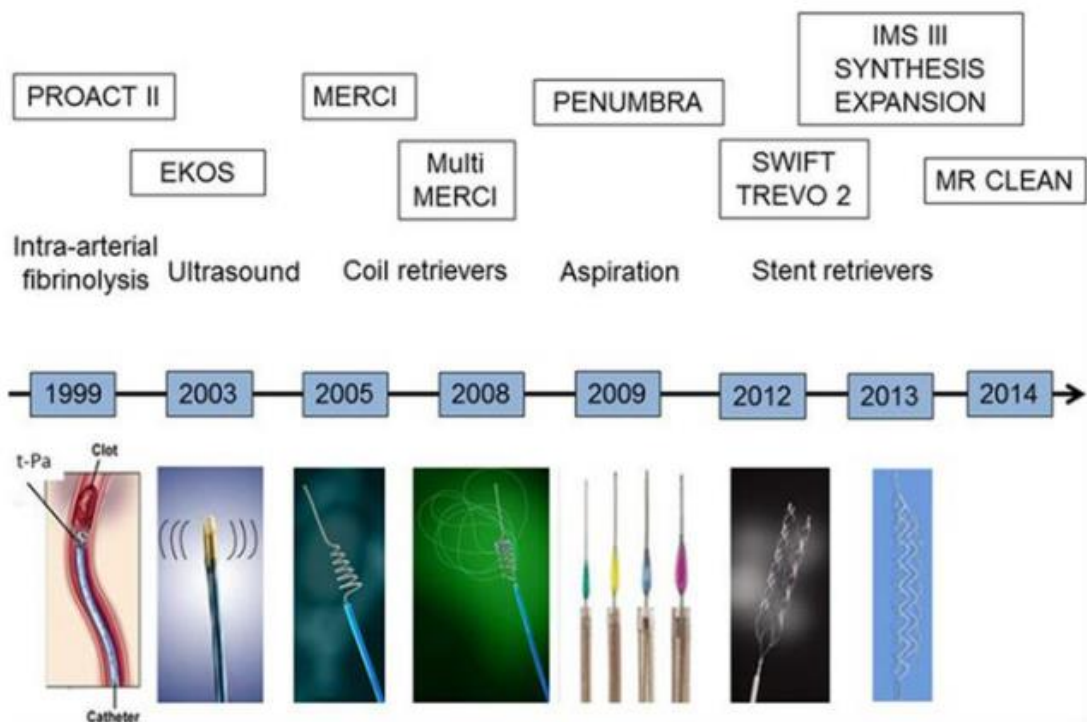 IMS III
SYNTHESIS
EXPANSION
PROACT II
MERCI
PENUMBRA
EKOS
Multi
MERCI
SWIFT
TREVO 2
MR CLEAN
Intra-arterial
fibrinolysis
Ultrasound
Coil retrievers
Aspiration
Stent retrievers
1999
2003
2005
2008
2009
2012
2013
2014
t-Pa
Clot
Catheter